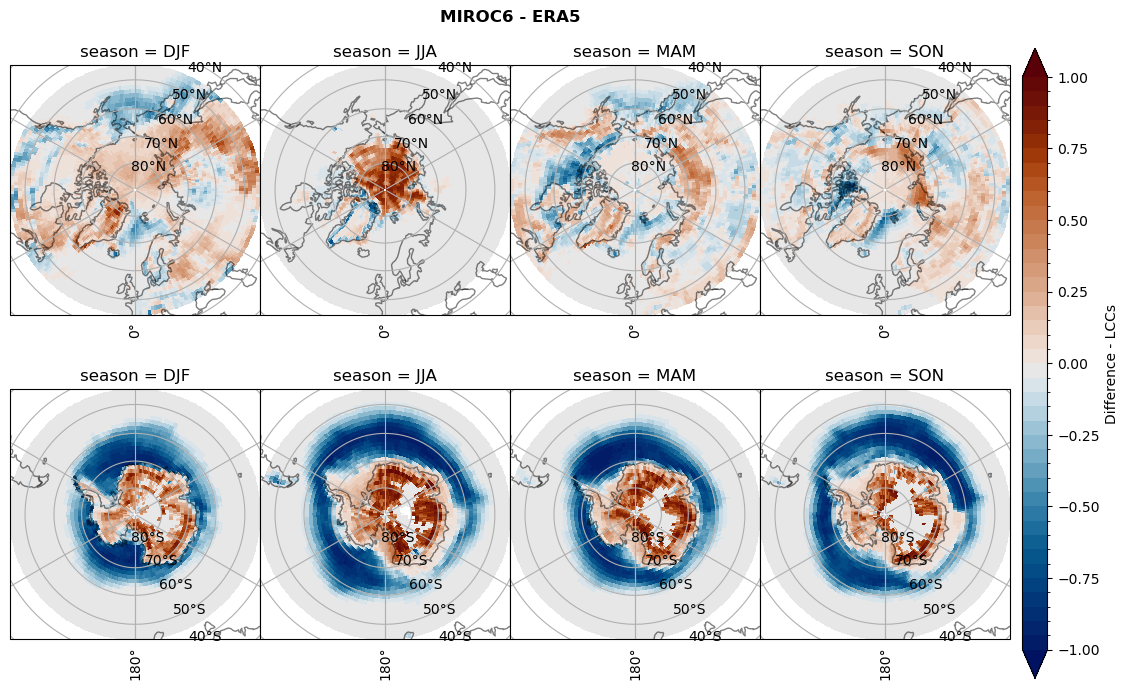 MIROC6 - ERA5
season = DJF
season = JJA
season = MAM
season = SON
40°N 40°N 40°N 40°N
50°N 50°N 50°N 50°N
60°N 60°N 60°N 60°N
70°N 70°N 70°N 70°N
80°N 80°N 80°N 80°N
0° 0° 0° 0°
season = DJF
season = JJA
season = MAM
season = SON
80°S 80°S 80°S 80°S
70°S 70°S 70°S 70°S
60°S 60°S 60°S 60°S
50°S 50°S 50°S 50°S
40°S 40°S 40°S 40°S
180° 180° 180° 180°
1.00
0.75
0.50
0.25
0.00
−0.25
−0.50
−0.75
−1.00
Difference - LCCs